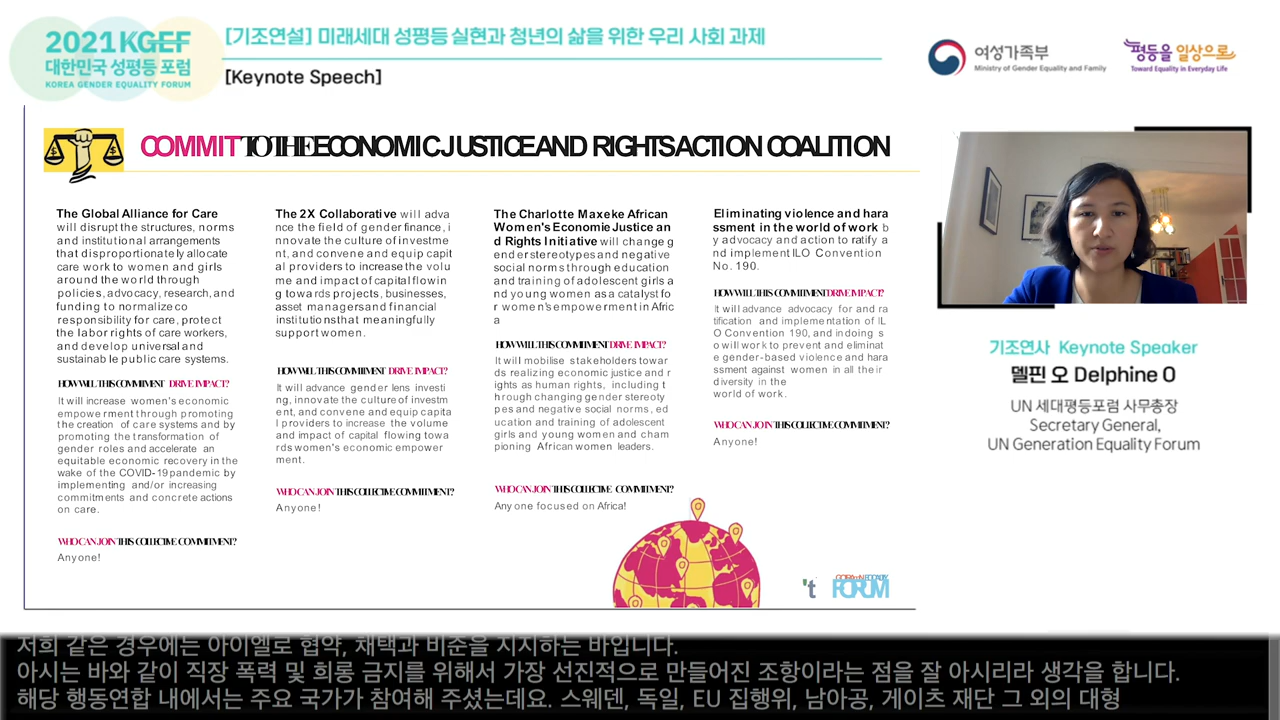 2021 KGEF
대한민국 성평등 포럼
KOREA GENDER EQUALITY FORUM
[기조연설] 미래세대 성평등 실현과 청년의 삶을 위한 우리 사회 과제
[Keynote Speech]
여성가족부
Ministry of Gender Equality and Family
평등을 일상으로
Toward Equality in Everyday Life
COMMIT TO THE ECONOMIC JUSTICE AND RIGHTS ACTION COALITION
The Global Alliance for Care
will disrupt the structures, norms
and institutional arrangements
that disproportionately allocate
care work to women and girls
around the world through
policies, advocacy, research, and
funding to normalize co
responsibility for care, protect
the labor rights of care workers,
and develop universal and
sustainable public care systems.
HOW WILL THIS COMMITMENT DRIVE IMPACT?
It will increase women's economic
empowerment through promoting
the creation of care systems and by
promoting the transformation of
gender roles and accelerate an
equitable economic recovery in the
wake of the COVID-19 pandemic by
implementing and/or increasing
commitments and concrete actions
on care.
WHO CAN JOIN THIS COLLECTIVE COMMITMENT?
Anyone!
The 2X Collaborative will adva
nce the field of gender finance, i
nnovate the culture of investme
nt, and convene and equip capit
al providers to increase the volu
me and impact of capital flowin
g towards projects, businesses,
asset managers and financial
institutions that meaningfully
support women.
HOW WILL THIS COMMITMENT DRIVE IMPACT?
It will advance gender lens investi
ng, innovate the culture of investm
ent, and convene and equip capita
l providers to increase the volume
and impact of capital flowing towa
rds women's economic empower
ment.
WHO CAN JOIN THIS COLLECTIVE COMMITMENT?
Anyone!
The Charlotte Maxeke African
Women's Economie Justice an
d Rights Initiative will change g
ender stereotypes and negative
social norms through education
and training of adolescent girls a
nd young women as a catalyst fo
r women's empowerment in Afric
a
HOW WILL THIS COMMITMENT DRIVE IMPACT?
It will mobilise stakeholders towar
ds realizing economic justice and r
ights as human rights, including t
hrough changing gender stereoty
pes and negative social norms, ed
ucation and training of adolescent
girls and young women and cham
pioning African women leaders.
WHO CAN JOIN THIS COLLECTIVE COMMITMENT?
Any one focused on Africa!
Eliminating violence and hara
ssment in the world of work b
y advocacy and action to ratify a
nd implement ILO Convention
No. 190.
HOW WILL THIS COMMITMENT DRIVE IMPACT?
It will advance advocacy for and ra
tification and implementation of IL
O Convention 190, and in doing s
o will work to prevent and eliminat
e gender-based violence and hara
ssment against women in all their
diversity in the
world of work.
WHO CAN JOIN THIS COLLECTIVE COMMITMENT?
Anyone!
't
FORUM
기조연사 Keynote Speaker
델핀 오 Delphine O
UN 세대평등포럼 사무총장
Secretary General,
UN Generation Equality Forum
저희 같은 경우에는 아이엘로 협약, 채택과 비준을 지지하는 바입니다.
아시는 바와 같이 직장 폭력 및 희롱 금지를 위해서 가장 선진적으로 만들어진 조항이라는 점을 잘 아시리라 생각을 합니다.
해당 행동연합 내에서는 주요 국가가 참여해 주셨는데요. 스웨덴, 독일, EU 집행위, 남아공, 게이츠 재단 그 외의 대형